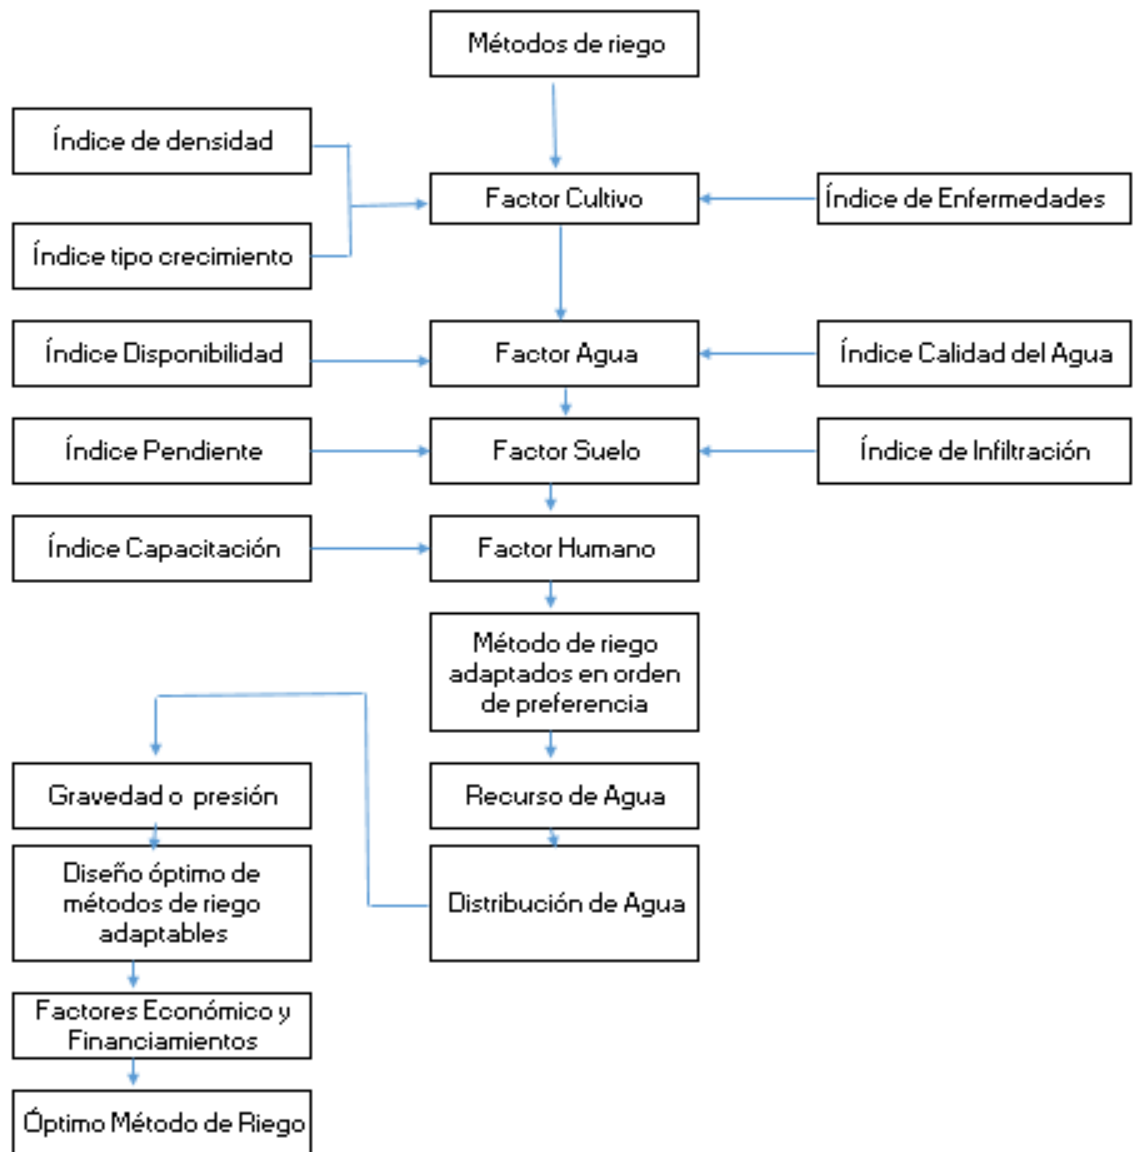 Métodos de riego
Índice de densidad
Factor Cultivo
Índice de Enfermedades
Índice tipo crecimiento
Índice Disponibilidad
Factor Agua
Índice Calidad del Agua
Índice Pendiente
Factor Suelo
Índice de Infiltración
Índice Capacitación
Factor Humano
Método de riego
adaptados en orden
de preferencia
Recurso de Agua
Distribución de Agua
Gravedad o presión
Diseño óptimo de
métodos de riego
adaptables
Factores Económico y
Financiamientos
Óptimo Método de Riego